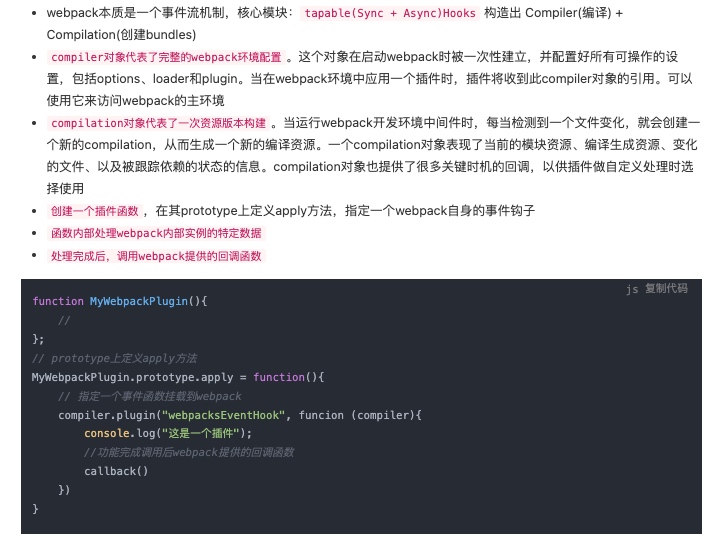 webpack本质是一个事件流机制，核心模块：tapable(Sync + Async)Hooks 构造出 Compiler(编译) +
Compilation(创建bundles)
compiler对象代表了完整的webpack环境配置。这个对象在启动webpack时被一次性建立，并配置好所有可操作的设
置，包括options、loader和plugin。当在webpack环境中应用一个插件时，插件将收到此compiler对象的引用。可以
使用它来访问webpack的主环境
compilation对象代表了一次资源版本构建。当运行webpack开发环境中间件时，每当检测到一个文件变化，就会创建一
个新的compilation，从而生成一个新的编译资源。一个compilation对象表现了当前的模块资源、编译生成资源、变化
的文件、以及被跟踪依赖的状态的信息。compilation对象也提供了很多关键时机的回调，以供插件做自定义处理时选
择使用
创建一个插件函数，在其prototype上定义apply方法，指定一个webpack自身的事件钩子
函数内部处理webpack内部实例的特定数据
处理完成后，调用webpack提供的回调函数
js 复制代码
function MyWebpackPlugin(){
//
};
// prototype上定义apply方法
MyWebpackPlugin.prototype.apply = function(){
// 指定一个事件函数挂载到webpack
compiler.plugin("webpacksEventHook", funcion (compiler){
console.log("这是一个插件");
//功能完成调用后webpack提供的回调函数
callback()
})
}